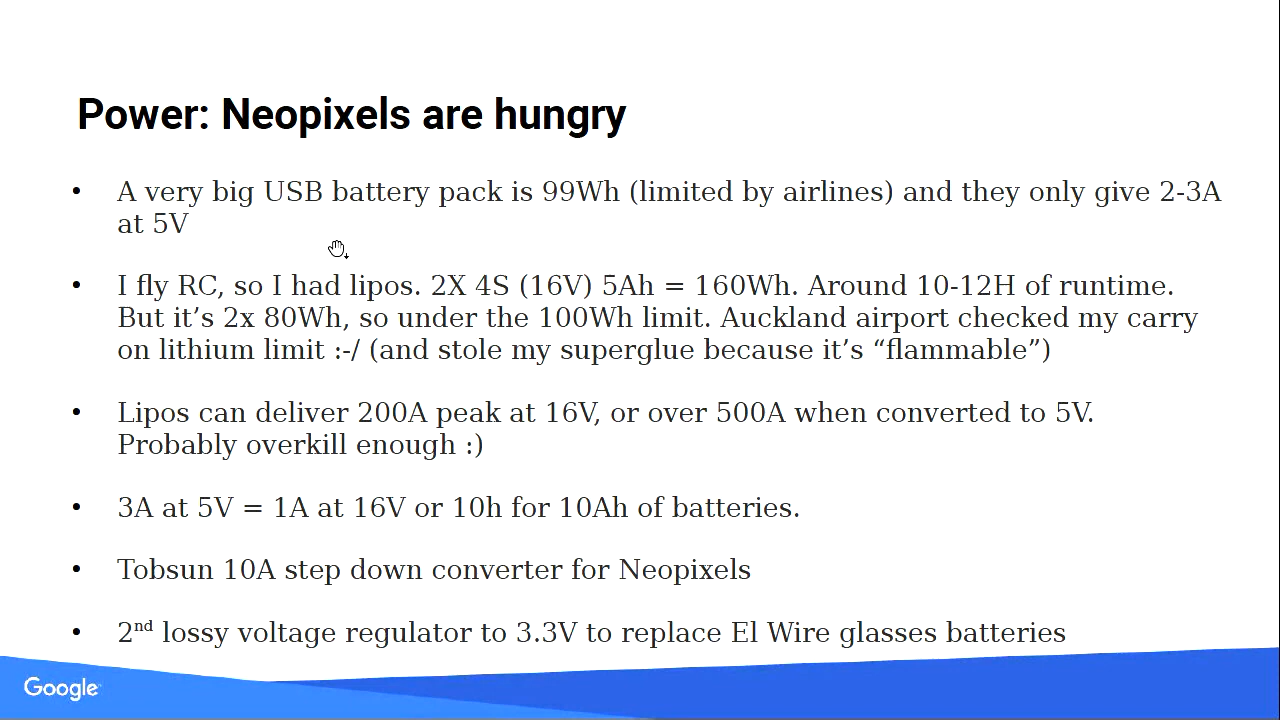 Power: Neopixels are hungry
• A very big USB battery pack is 99Wh (limited by airlines) and they only give 2-3A
at 5V
• I fly RC, so I had lipos. 2X 4S (16V) 5Ah = 160Wh. Around 10-12H of runtime.
But it’s 2x 80Wh, so under the 100Wh limit. Auckland airport checked my carry
on lithium limit :-/ (and stole my superglue because it’s “flammable”)
• Lipos can deliver 200A peak at 16V, or over 500A when converted to 5V.
Probably overkill enough :)
• 3A at 5V = 1A at 16V or 10h for 10Ah of batteries.
• Tobsun 10A step down converter for Neopixels
• 2nd lossy voltage regulator to 3.3V to replace El Wire glasses batteries
Google